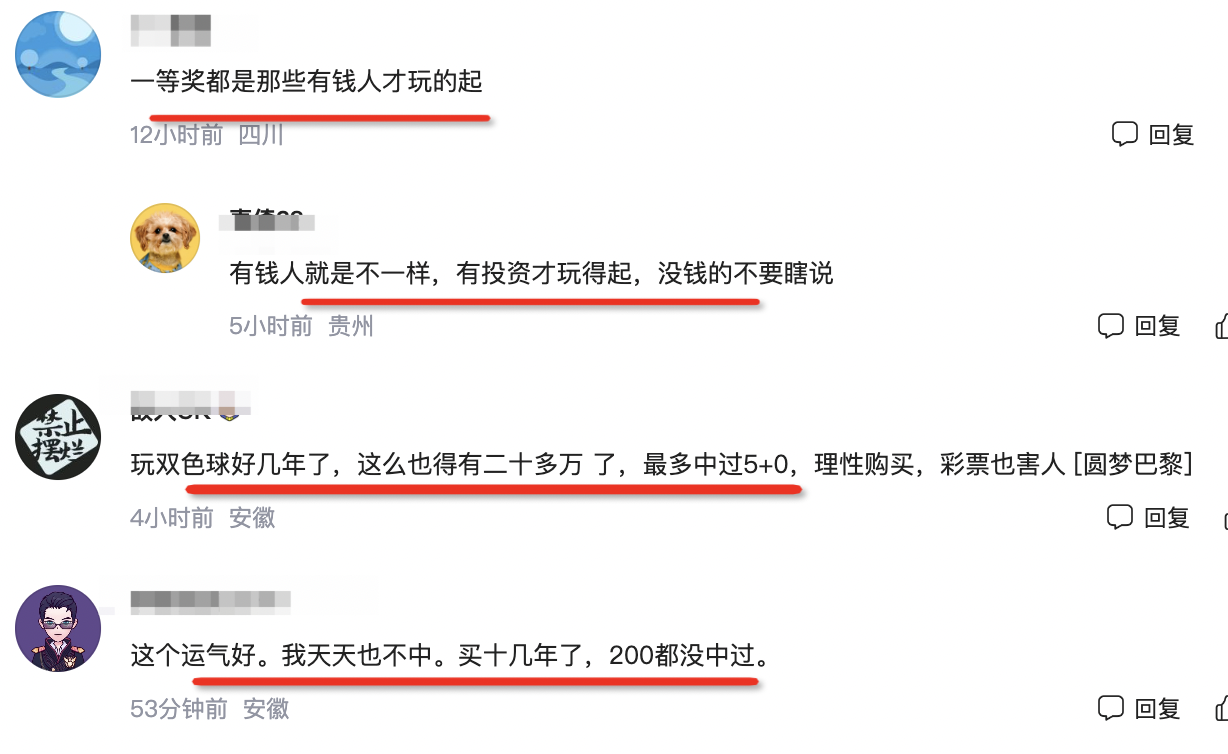 一等奖都是那些有钱人才玩的起
12小时前 四川
回复
有钱人就是不一样，有投资才玩得起，没钱的不要瞎说
5小时前 贵州
回复
禁止
摆烂
玩双色球好几年了，这么也得有二十多万 了，最多中过5+0，理性购买，彩票也害人 [圆梦巴黎]
4小时前 安徽
回复
这个运气好。我天天也不中。买十几年了，200都没中过。
53分钟前 安徽
回复